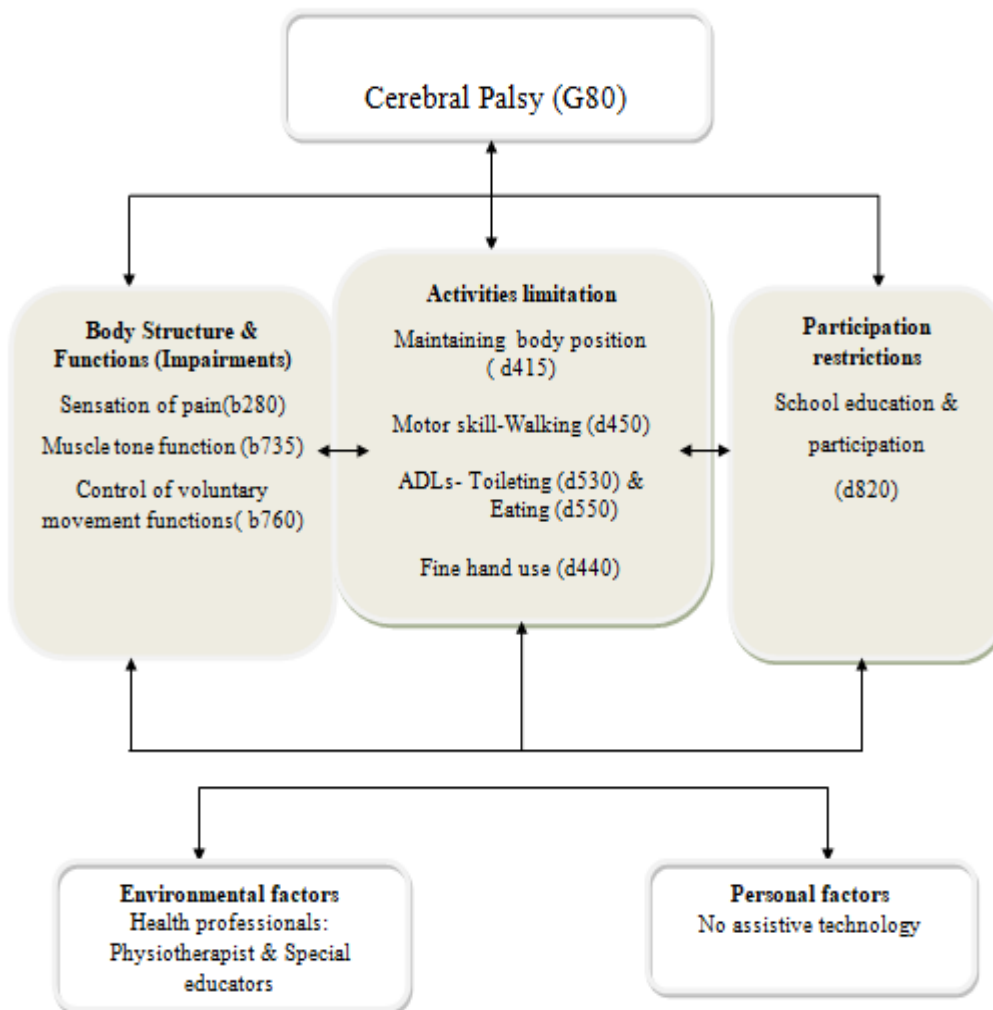 Cerebral Palsy (G80)
Body Structure &
Functions (Impairments)
Sensation of pain(b280)
Muscle tone function (b735)
Control of voluntary
movement functions( b760)
Activities limitation
Maintaining body position
( d415)
Motor skill-Walking (d450)
ADLs- Toileting (d530) &
Eating (d550)
Fine hand use (d440)
Participation
restrictions
School education &
participation
(d820)
Environmental factors
Health professionals:
Physiotherapist & Special
educators
Personal factors
No assistive technology